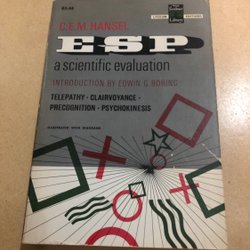 C.E.M. HANSEL
ESP
a scientific evaluation
INTRODUCTION BY EDWIN G. BORING
TELEPATHY · CLAIRVOYANCE ·
PRECOGNITION · PSYCHOKINESIS